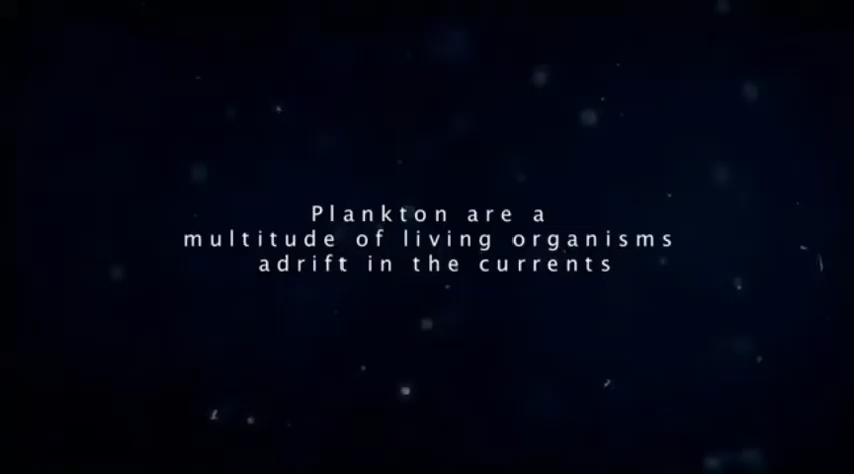 Plankton are a
multitude of living organisms
adrift in the currents